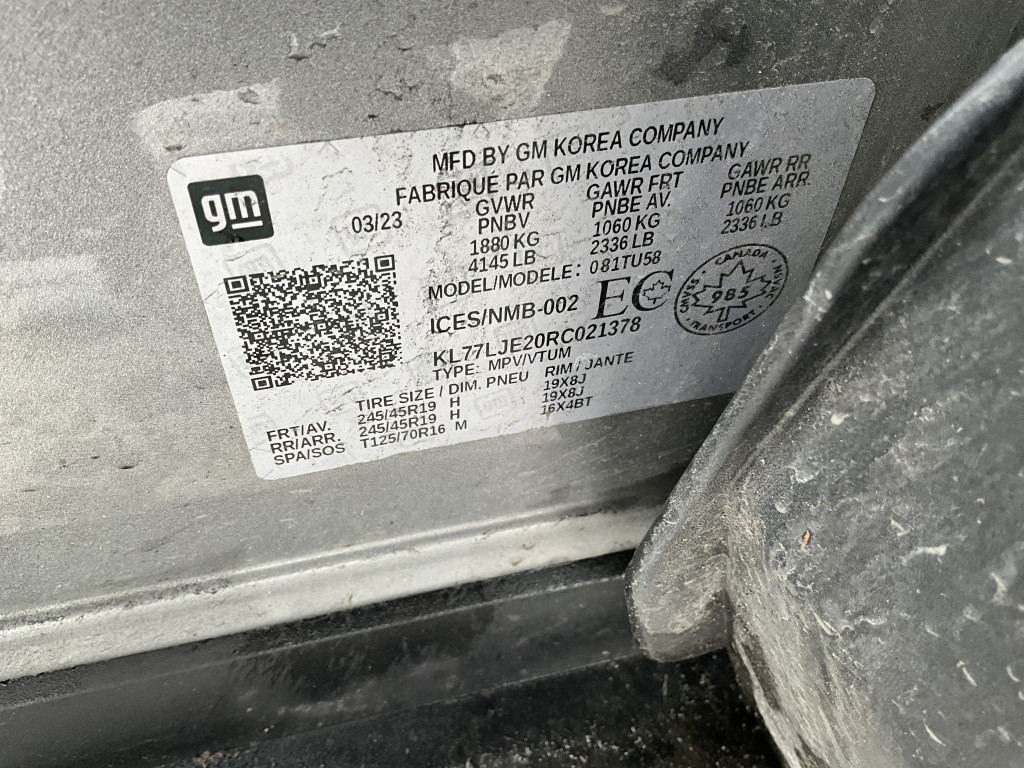 MFD BY GM KOREA COMPANY
FABRIQUÉ PAR GM KOREA COMPANY
gm
03/23
GVWR GAWR FRT GAWR RR
PNBV PNBE AV. PNBE ARR.
1880 KG 1060 KG 1060 KG
4145 LB 2336 LB 2336 LB
MODEL/MODELE: 081TU58
ICES/NMB-002 EC
CANADA
985
TRANSPORT
KL77LJE20RC021378
TYPE: MPV/VTUM
TIRE SIZE / DIM. PNEU RIM / JANTE
FRT/AV. 245/45R19 H 19X8J
RR/ARR. 245/45R19 H 19X8J
SPA/SOS T125/70R16 M 16X4BT